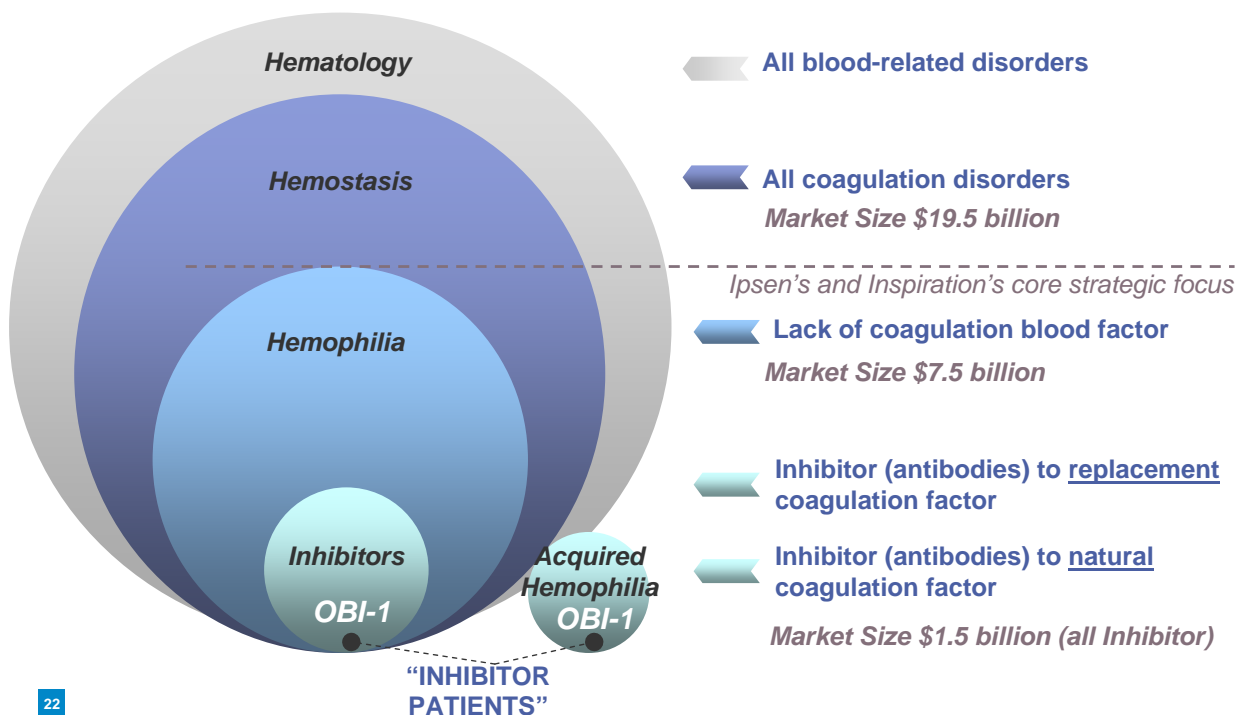 Hematology
All blood-related disorders
Hemostasis
All coagulation disorders
Market Size $19.5 billion
Ipsen’s and Inspiration’s core strategic focus
Hemophilia
Lack of coagulation blood factor
Market Size $7.5 billion
Inhibitor (antibodies) to replacement
coagulation factor
Inhibitors
OBI-1
Acquired
Hemophilia
OBI-1
Inhibitor (antibodies) to natural
coagulation factor
Market Size $1.5 billion (all Inhibitor)
“INHIBITOR
PATIENTS”
22